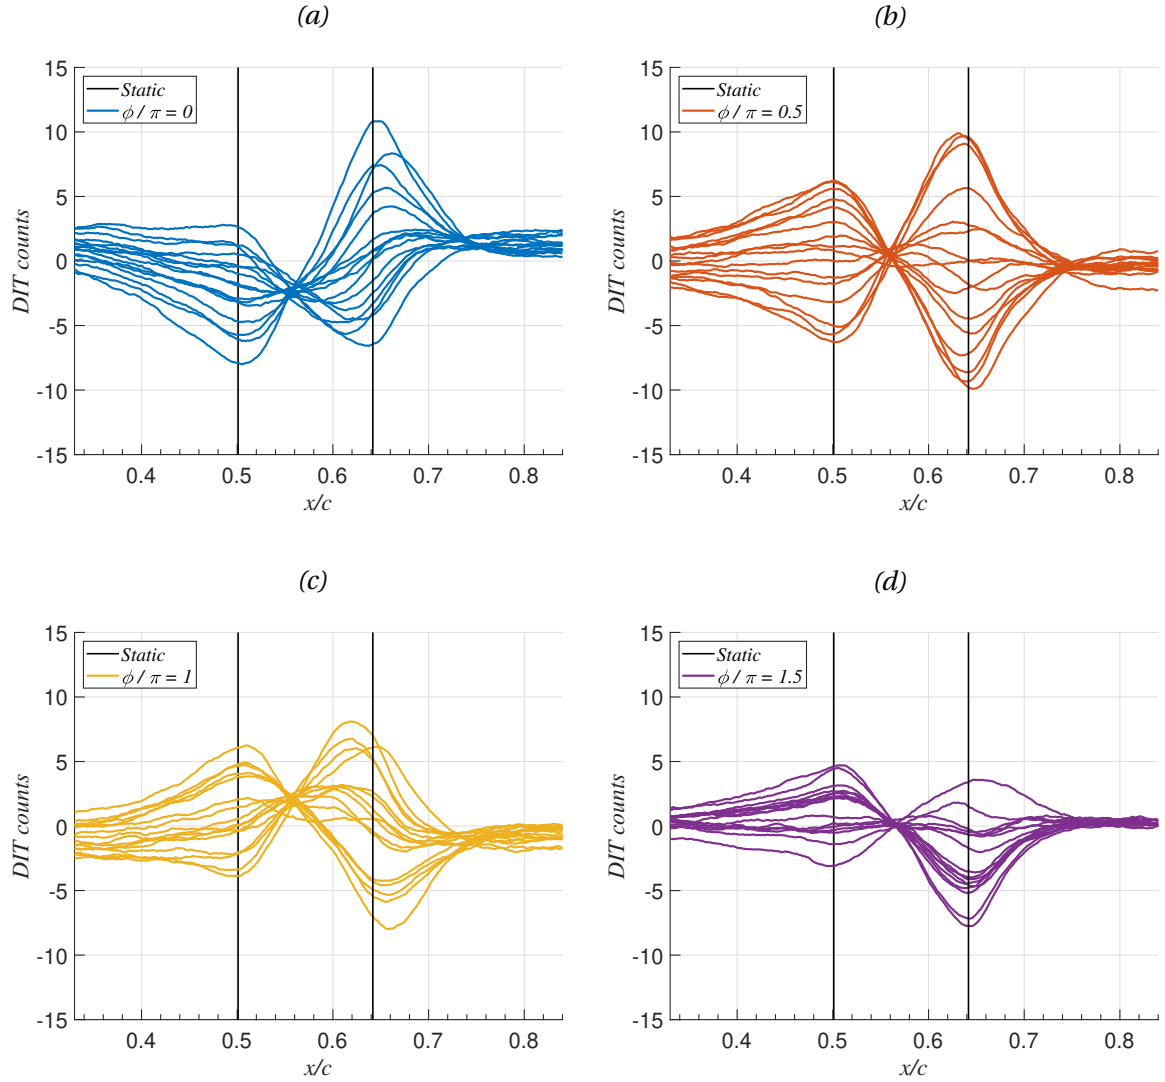 (a)
DIT counts
15
10
5
0
-5
-10
-15
Static
ϕ / π = 0
0.4 0.5 0.6 0.7 0.8
x/c
(b)
DIT counts
15
10
5
0
-5
-10
-15
Static
ϕ / π = 0.5
0.4 0.5 0.6 0.7 0.8
x/c
(c)
DIT counts
15
10
5
0
-5
-10
-15
Static
ϕ / π = 1
0.4 0.5 0.6 0.7 0.8
x/c
(d)
DIT counts
15
10
5
0
-5
-10
-15
Static
ϕ / π = 1.5
0.4 0.5 0.6 0.7 0.8
x/c